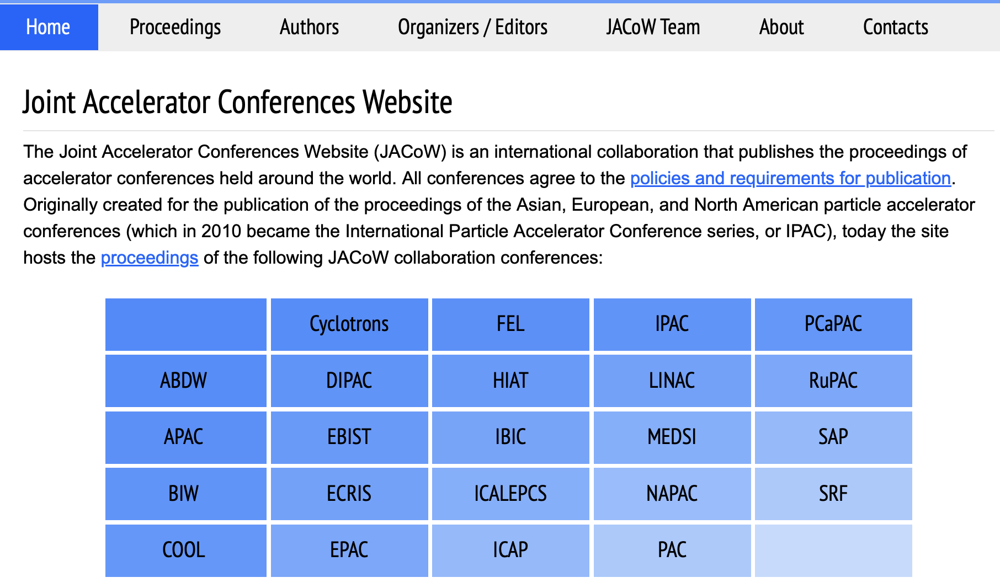 Home Proceedings Authors Organizers / Editors JACoW Team About Contacts
Joint Accelerator Conferences Website
The Joint Accelerator Conferences Website (JACoW) is an international collaboration that publishes the proceedings of
accelerator conferences held around the world. All conferences agree to the policies and requirements for publication.
Originally created for the publication of the proceedings of the Asian, European, and North American particle accelerator
conferences (which in 2010 became the International Particle Accelerator Conference series, or IPAC), today the site
hosts the proceedings of the following JACoW collaboration conferences:
Cyclotrons FEL IPAC PCaPAC
ABDW DIPAC HIAT LINAC RuPAC
APAC EBIST IBIC MEDSI SAP
BIW ECRIS ICALEPCS NAPAC SRF
COOL EPAC ICAP PAC